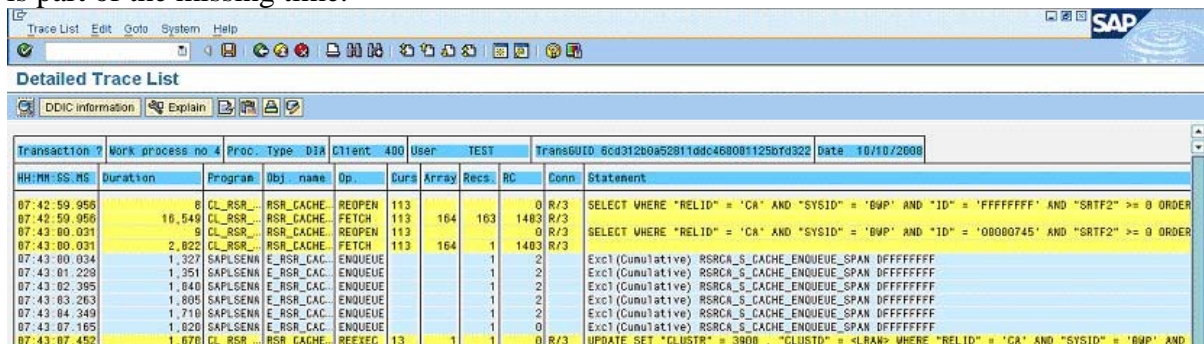 is part of the missing time.
Trace List Edit Goto System Help
SAP
Detailed Trace List
DDIC information Explain
Transaction ? Work process no 4 Proc. Type DIA Client 400 User TEST TransGUID 6cd312b0a52811ddc468001125bfd322 Date 10/10/2008
HH:MM:SS.MS Duration Program Obj. name Op. Curs Array Recs. RC Conn Statement
07:42:59.956 8 CL_RSR_... RSR_CACHE... REOPEN 113 0 R/3 SELECT WHERE "RELID" = 'CA' AND "SYSID" = 'BWP' AND "ID" = 'FFFFFFFF' AND "SRTF2" >= 0 ORDER
07:42:59.956 16,549 CL_RSR_... RSR_CACHE... FETCH 113 164 163 1403 R/3
07:43:00.031 9 CL_RSR_... RSR_CACHE... REOPEN 113 0 R/3 SELECT WHERE "RELID" = 'CA' AND "SYSID" = 'BWP' AND "ID" = '00000745' AND "SRTF2" >= 0 ORDER
07:43:00.031 2,022 CL_RSR_... RSR_CACHE... FETCH 113 164 1 1403 R/3
07:43:00.034 1,327 SAPLSENA E_RSR_CAC... ENQUEUE 1 2 Excl(Cumulative) RSRCA_S_CACHE_ENQUEUE_SPAN DFFFFFFFF
07:43:01.228 1,351 SAPLSENA E_RSR_CAC... ENQUEUE 1 2 Excl(Cumulative) RSRCA_S_CACHE_ENQUEUE_SPAN DFFFFFFFF
07:43:02.395 1,040 SAPLSENA E_RSR_CAC... ENQUEUE 1 2 Excl(Cumulative) RSRCA_S_CACHE_ENQUEUE_SPAN DFFFFFFFF
07:43:03.263 1,805 SAPLSENA E_RSR_CAC... ENQUEUE 1 2 Excl(Cumulative) RSRCA_S_CACHE_ENQUEUE_SPAN DFFFFFFFF
07:43:04.349 1,710 SAPLSENA E_RSR_CAC... ENQUEUE 1 2 Excl(Cumulative) RSRCA_S_CACHE_ENQUEUE_SPAN DFFFFFFFF
07:43:07.165 1,020 SAPLSENA E_RSR_CAC... ENQUEUE 1 0 Excl(Cumulative) RSRCA_S_CACHE_ENQUEUE_SPAN DFFFFFFFF
07:43:07.452 1,670 CL_RSR_... RSR_CACHE... REEXEC 13 1 1 0 R/3 UPDATE SET "CLUSTR" = 3900 , "CLUSTD" = <LRAW> WHERE "RELID" = 'CA' AND "SYSID" = 'BWP' AND